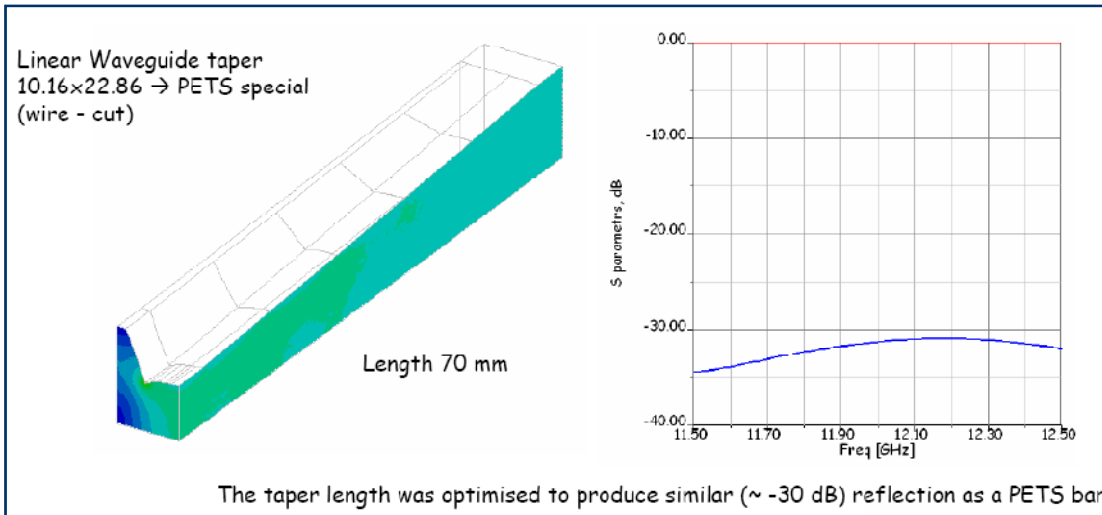 Linear Waveguide taper
10.16x22.86 → PETS special
(wire - cut)
Length 70 mm
0.00
-10.00
-20.00
-30.00
-40.00
S parametrs, dB
11.50 11.70 11.90 12.10 12.30 12.50
Freq [GHz]
The taper length was optimised to produce similar (~ -30 dB) reflection as a PETS bar